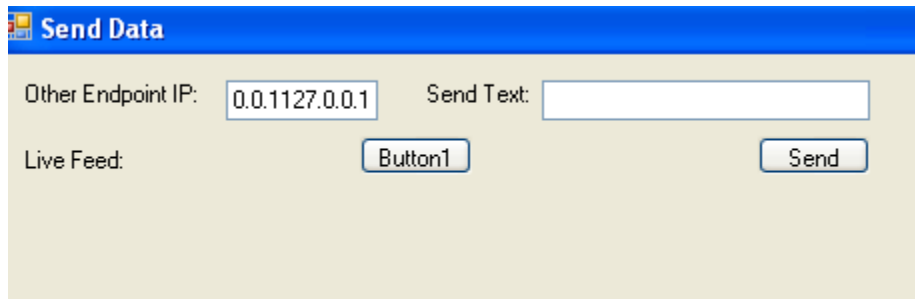 Send Data
Other Endpoint IP: 0.0.1127.0.0.1 Send Text:
Live Feed: Button1 Send